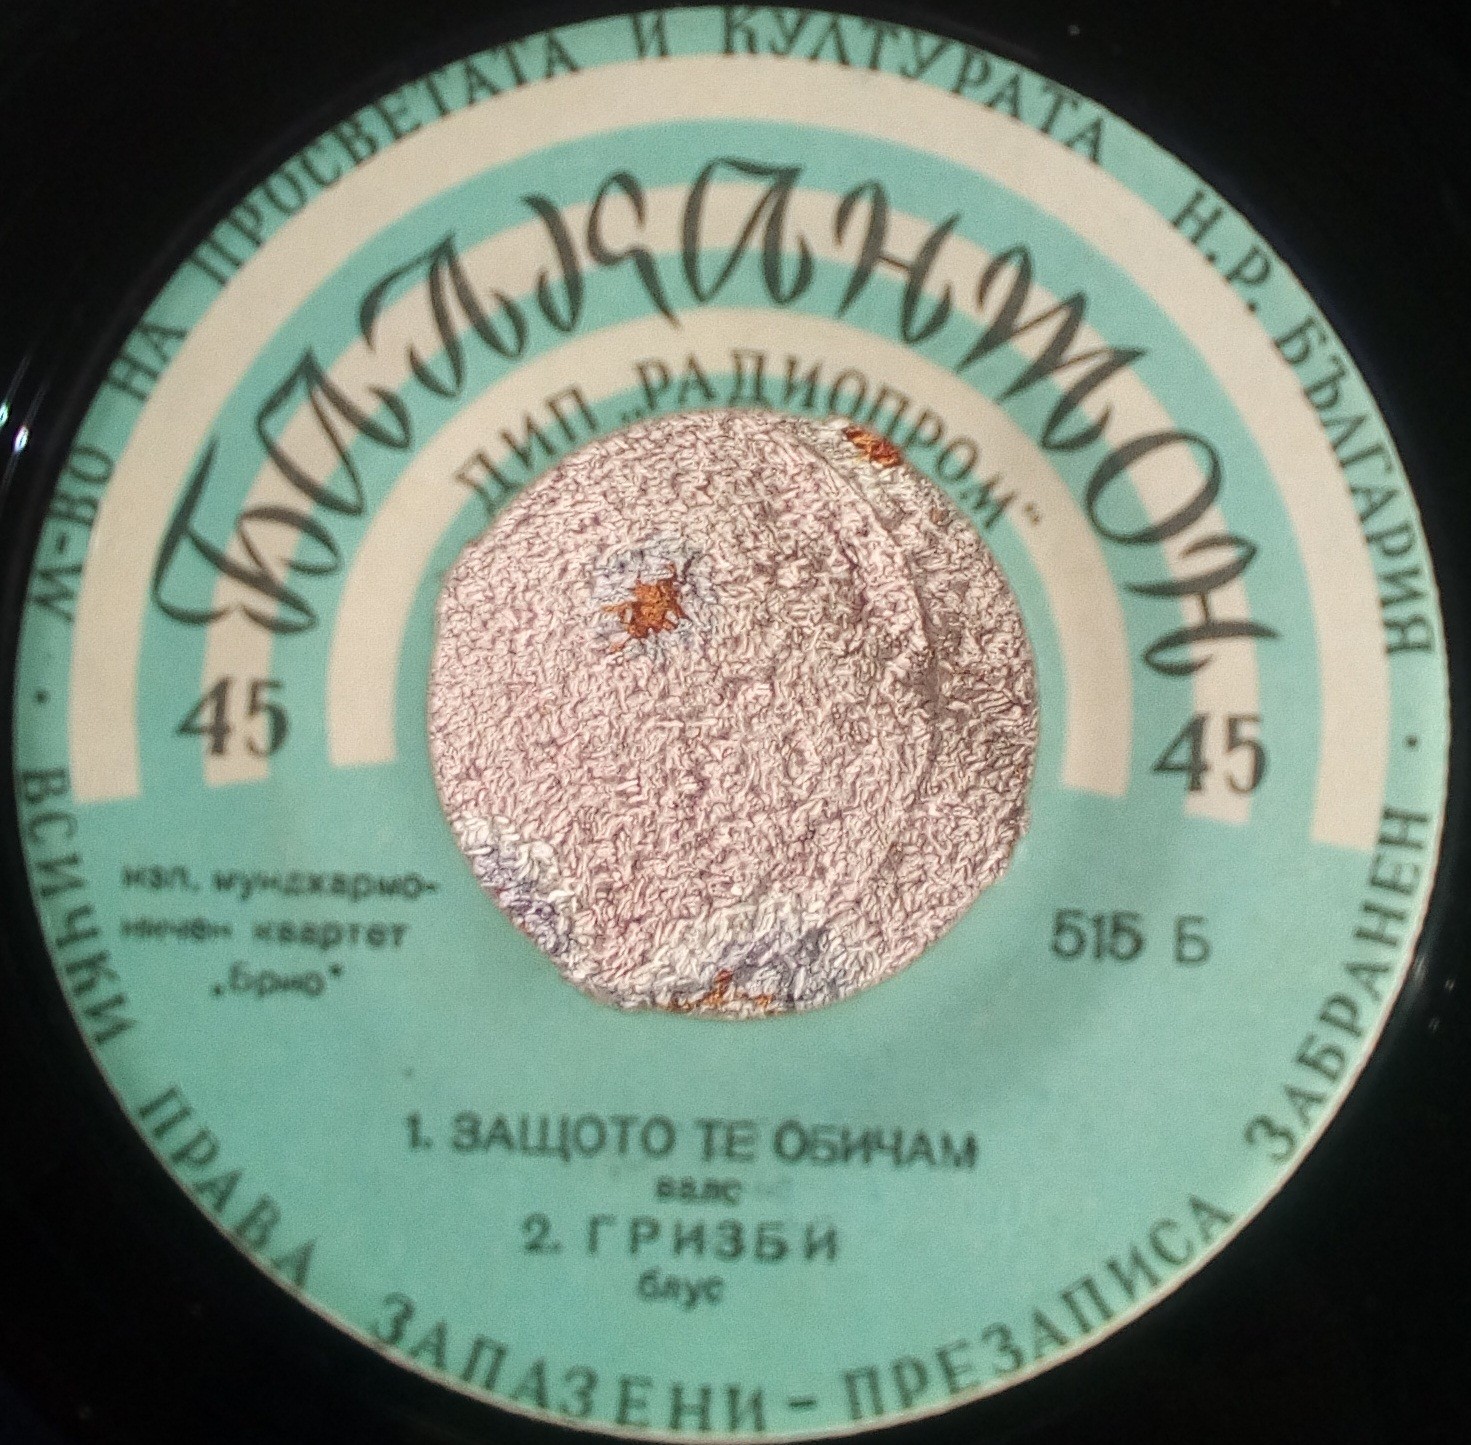 М-ВО НА ПРОСВЕТАТА И КУЛТУРАТА Н.Р. БЪЛГАРИЯ
Балкантон
ДИП „РАДИОПРОМ“
45
45
изп. мундхармо-
ничен квартет
„Брно“
515 Б
1. ЗАЩОТО ТЕ ОБИЧАМ
валс
2. ГРИЗБИ
блус
· ВСИЧКИ ПРАВА ЗАПАЗЕНИ – ПРЕЗАПИСА ЗАБРАНЕН ·